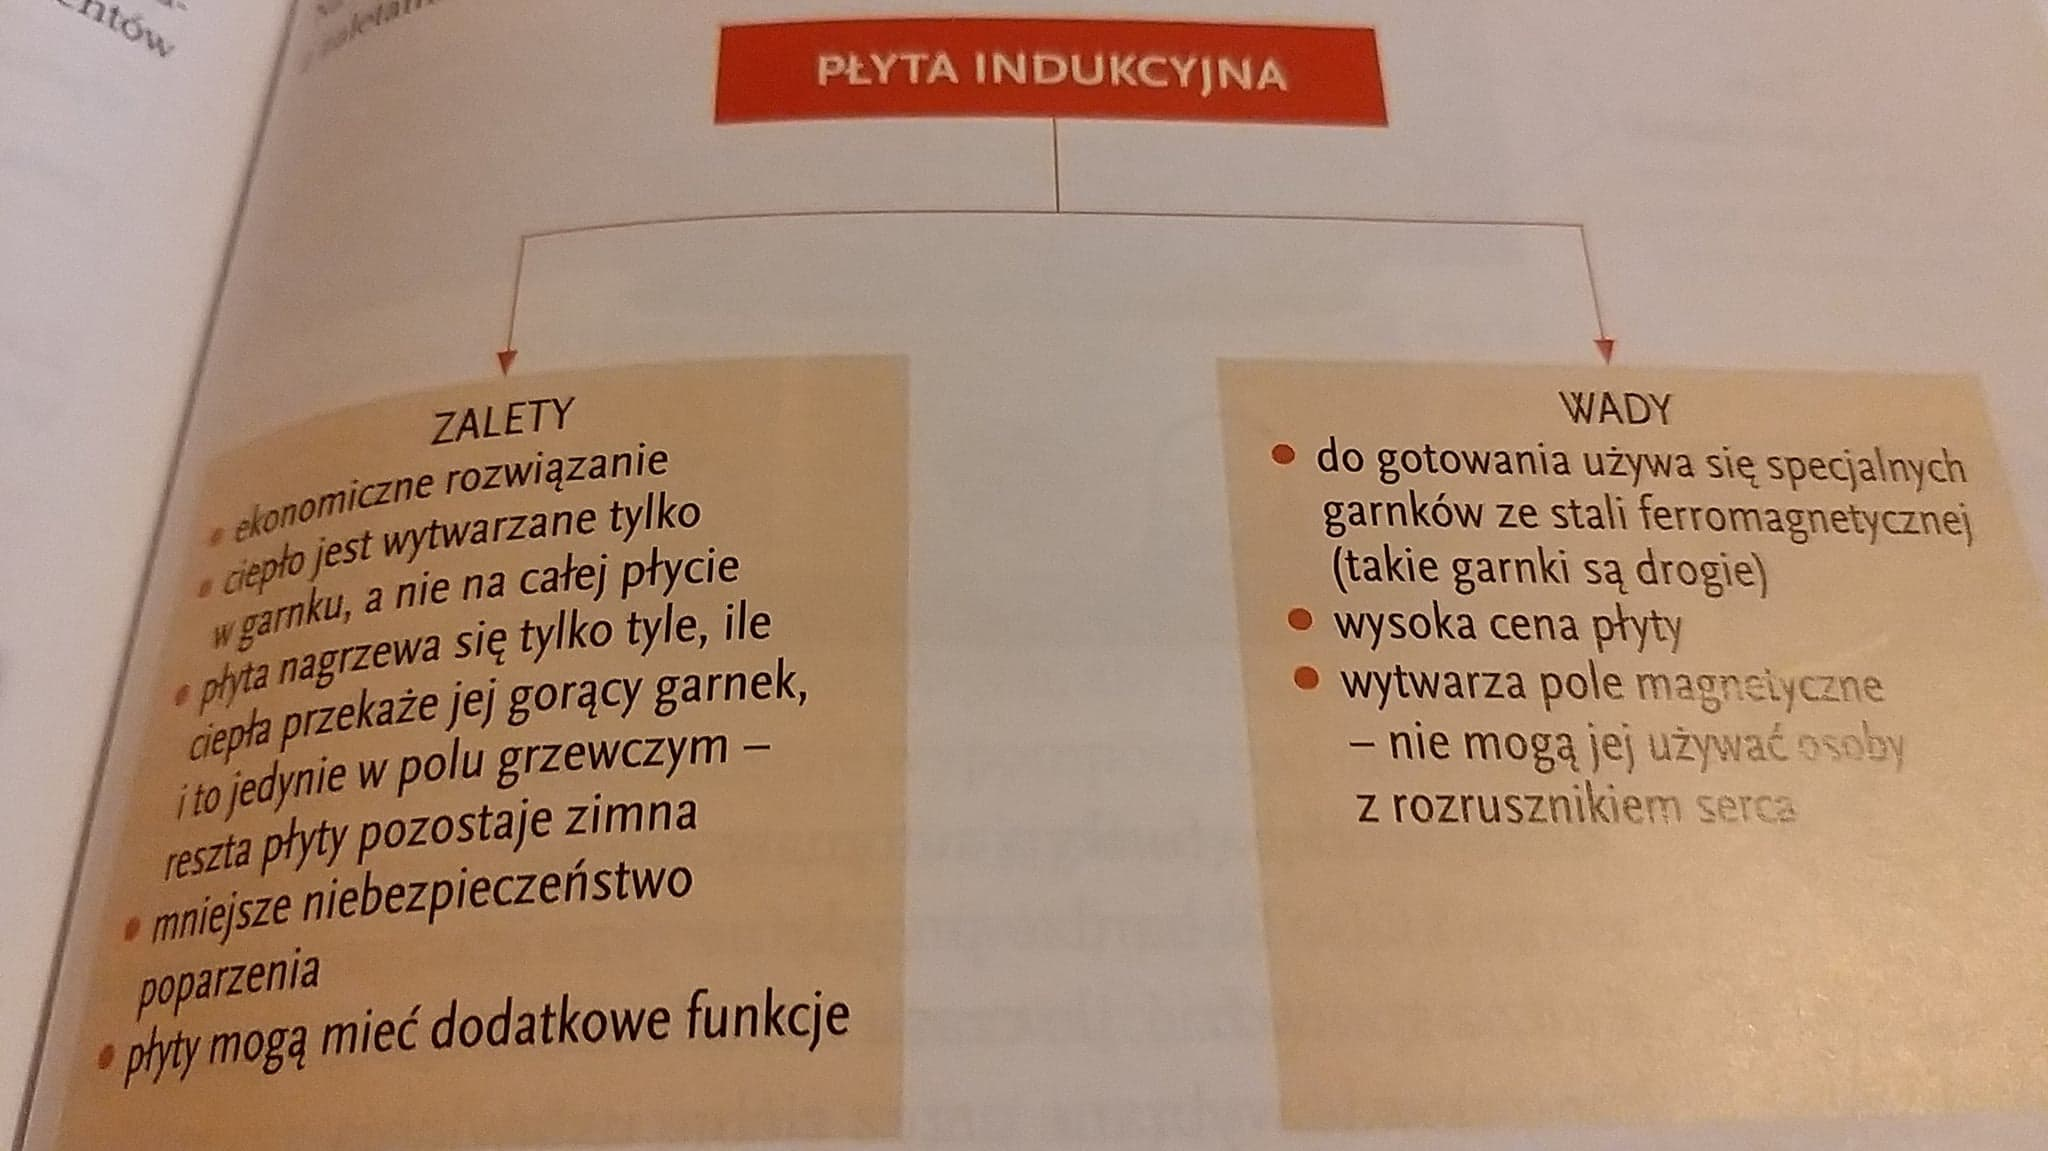 entów
PŁYTA INDUKCYJNA
ZALETY
• ekonomiczne rozwiązanie
• ciepło jest wytwarzane tylko
w garnku, a nie na całej płycie
• płyta nagrzewa się tylko tyle, ile
ciepła przekaże jej gorący garnek,
i to jedynie w polu grzewczym –
reszta płyty pozostaje zimna
• mniejsze niebezpieczeństwo
poparzenia
• płyty mogą mieć dodatkowe funkcje
WADY
• do gotowania używa się specjalnych
garnków ze stali ferromagnetycznej
(takie garnki są drogie)
• wysoka cena płyty
• wytwarza pole magnetyczne
– nie mogą jej używać osoby
z rozrusznikiem serca